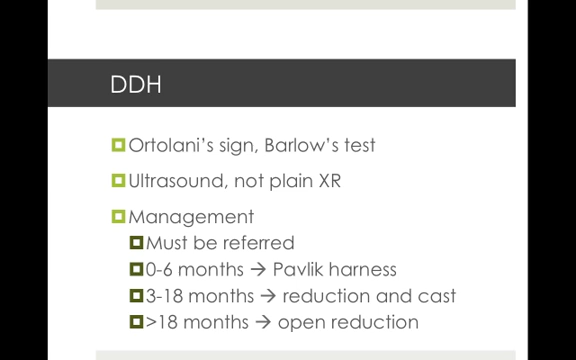 DDH
Ortolani's sign, Barlow's test
Ultrasound, not plain XR
Management
Must be referred
0-6 months → Pavlik harness
3-18 months → reduction and cast
>18 months → open reduction